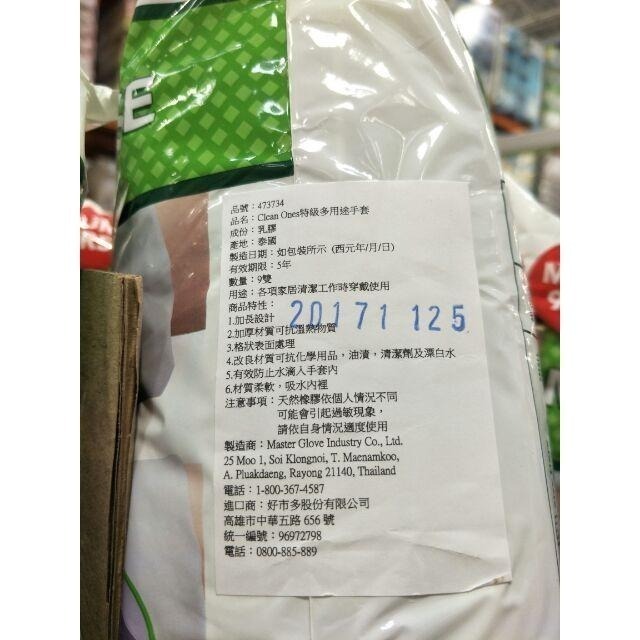 E
品號：473734
品名：Clean Ones特級多用途手套
成份：乳膠
產地：泰國
製造日期：如包裝所示 (西元年/月/日)
有效期限：5年
數量：9雙
用途：各項家居清潔工作時穿戴使用
商品特性：
1.加長設計
20171125
2.加厚材質可抗溫熱物質
3.格狀表面處理
4.改良材質可抗化學用品，油漬，清潔劑及漂白水
5.有效防止水滴入手套內
6.材質柔軟，吸水內裡
注意事項：天然橡膠依個人情況不同
可能會引起過敏現象，
請依自身情況適度使用
製造商：Master Glove Industry Co., Ltd.
25 Moo 1, Soi Klongnoi, T. Maenamkoo,
A. Pluakdaeng, Rayong 21140, Thailand
電話：1-800-367-4587
進口商：好市多股份有限公司
高雄市中華五路 656 號
統一編號：96972798
電話：0800-885-889